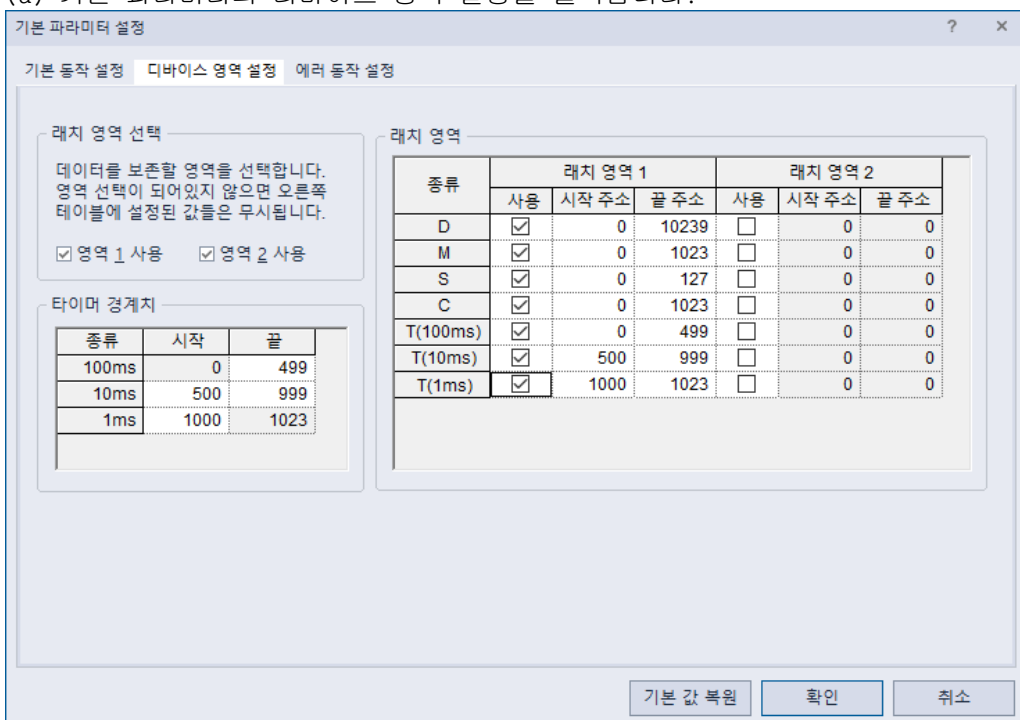 기본 파라미터 설정
? ×
기본 동작 설정 디바이스 영역 설정 에러 동작 설정
래치 영역 선택
데이터를 보존할 영역을 선택합니다.
영역 선택이 되어있지 않으면 오른쪽
테이블에 설정된 값들은 무시됩니다.
영역 1 사용 영역 2 사용
타이머 경계치
종류 시작 끝
100ms 0 499
10ms 500 999
1ms 1000 1023
래치 영역
종류 래치 영역 1 래치 영역 2
사용 시작 주소 끝 주소 사용 시작 주소 끝 주소
D 0 10239 0 0
M 0 1023 0 0
S 0 127 0 0
C 0 1023 0 0
T(100ms) 0 499 0 0
T(10ms) 500 999 0 0
T(1ms) 1000 1023 0 0
기본 값 복원 확인 취소